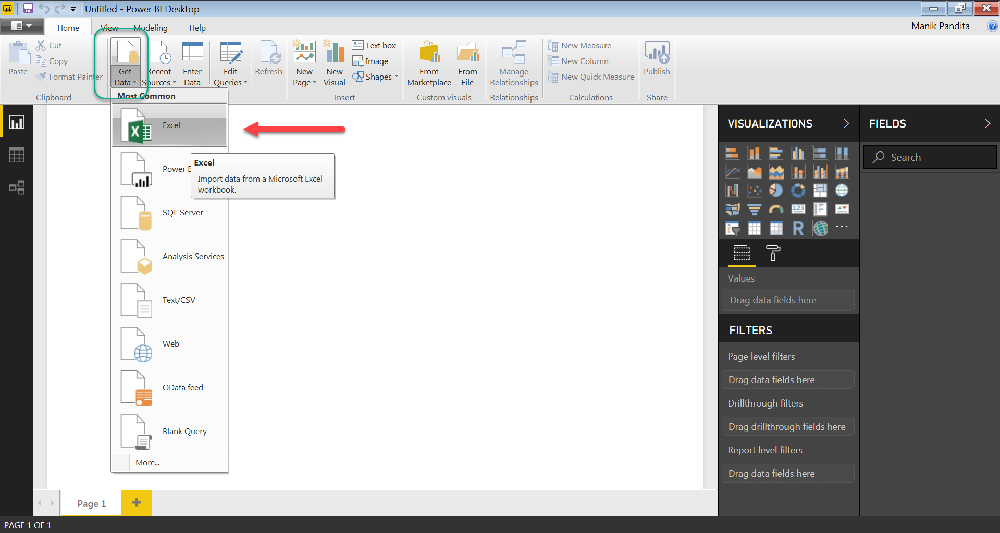 Untitled - Power BI Desktop
Home View Modeling Help
Manik Pandita
Paste
Cut
Copy
Format Painter
Clipboard
Get Data
Recent Sources
Enter Data
Edit Queries
Refresh
New Page
New Visual
Text box
Image
Shapes
Insert
From Marketplace
From File
Custom visuals
Manage Relationships
Relationships
New Measure
New Column
New Quick Measure
Calculations
Publish
Share
Most Common
Excel
Power B
Excel
Import data from a Microsoft Excel
workbook.
SQL Server
Analysis Services
Text/CSV
Web
OData feed
Blank Query
More...
VISUALIZATIONS
123
R
Values
Drag data fields here
FILTERS
Page level filters
Drag data fields here
Drillthrough filters
Drag drillthrough fields here
Report level filters
Drag data fields here
FIELDS
Search
Page 1
PAGE 1 OF 1